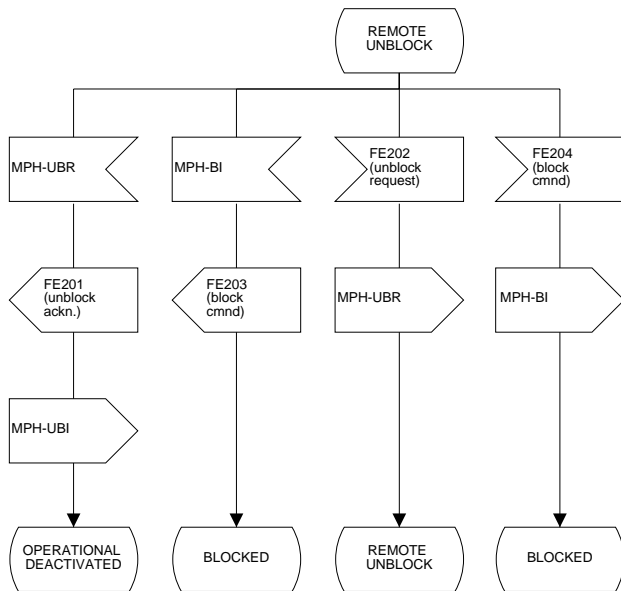 REMOTE
UNBLOCK
MPH-UBR
MPH-BI
FE202
(unblock
request)
FE204
(block
cmnd)
FE201
(unblock
ackn.)
FE203
(block
cmnd)
MPH-UBR
MPH-BI
MPH-UBI
OPERATIONAL
DEACTIVATED
BLOCKED
REMOTE
UNBLOCK
BLOCKED